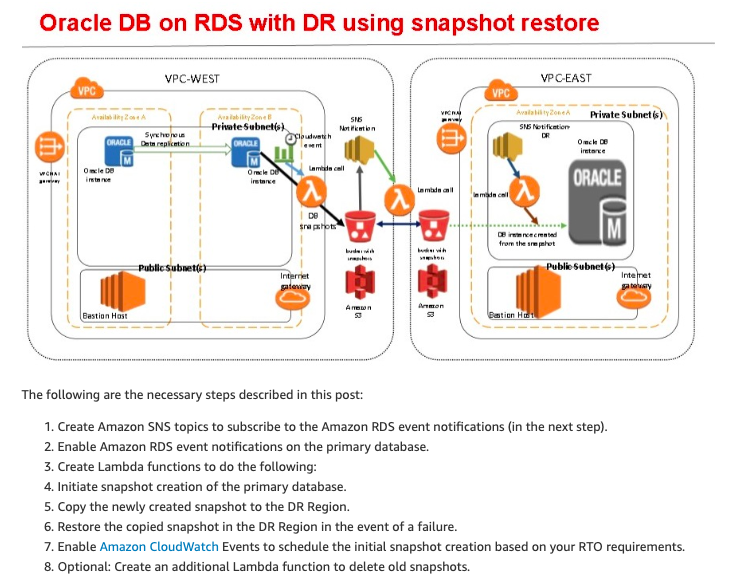 Oracle DB on RDS with DR using snapshot restore
VPC-WEST
VPC-EAST
VPC
VPC
Availability Zone A
Availability Zone B
Private Subnet(s)
SNS
Notification
Availability Zone A
Private Subnet(s)
SNS Notification
DR
ORACLE
M
Synchronous
Data replication
ORACLE
M
Cloudwatch
event
Oracle DB
instance
Oracle DB
instance
Oracle DB
instance
Lambda call
λ
λ
Lambda call
lambda call
λ
ORACLE
M
DB
snapshots
bucket with
snapshots
bucket with
snapshots
DB instance created
from the snapshot
Public Subnet(s)
Internet
gateway
Public Subnet(s)
Internet
gateway
Bastion Host
Amazon
S3
Amazon
S3
Bastion Host
The following are the necessary steps described in this post:
1. Create Amazon SNS topics to subscribe to the Amazon RDS event notifications (in the next step).
2. Enable Amazon RDS event notifications on the primary database.
3. Create Lambda functions to do the following:
4. Initiate snapshot creation of the primary database.
5. Copy the newly created snapshot to the DR Region.
6. Restore the copied snapshot in the DR Region in the event of a failure.
7. Enable Amazon CloudWatch Events to schedule the initial snapshot creation based on your RTO requirements.
8. Optional: Create an additional Lambda function to delete old snapshots.